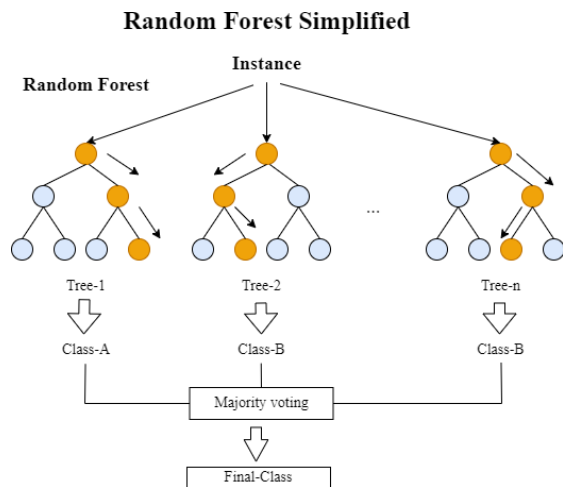 Random Forest Simplified
Instance
Random Forest
...
Tree-1
Tree-2
Tree-n
Class-A
Class-B
Class-B
Majority voting
Final-Class